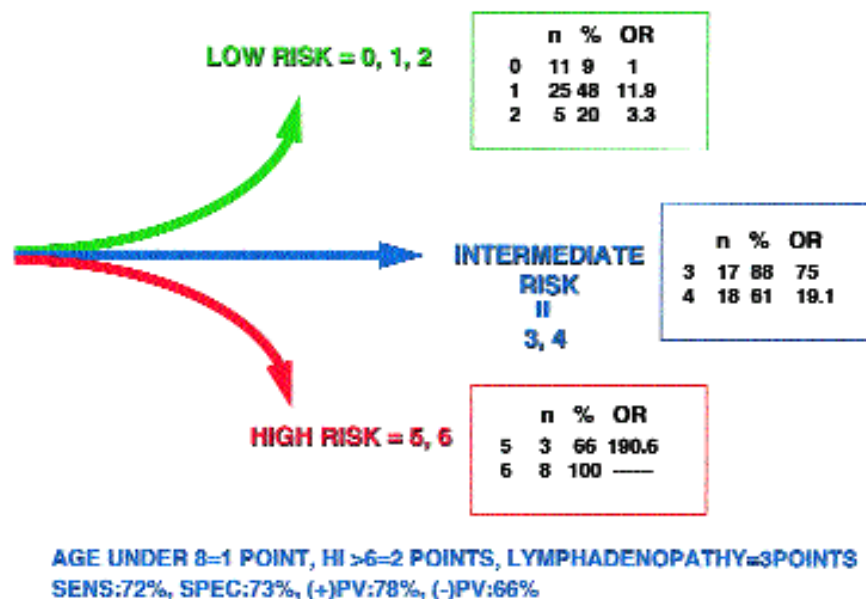 LOW RISK = 0, 1, 2
n % OR
0 11 9 1
1 25 48 11.9
2 5 20 3.3
INTERMEDIATE
RISK
=
3, 4
n % OR
3 17 88 75
4 18 61 19.1
HIGH RISK = 5, 6
n % OR
5 3 66 190.6
6 8 100 -----
AGE UNDER 8=1 POINT, HI >6=2 POINTS, LYMPHADENOPATHY=3POINTS
SENS:72%, SPEC:73%, (+)PV:78%, (-)PV:66%